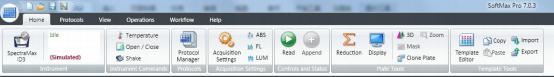 SoftMax Pro 7.0.3
Home Protocols View Operations Workflow Help
Idle
(Simulated)
SpectraMax
iD3
Instrument
Temperature
Open / Close
Shake
Instrument Commands
Protocol
Manager
Protocols
Acquisition
Settings
ABS
FL
LUM
Acquisition Settings
Read
Append
Controls and Status
Reduction
Display
3D
Zoom
Mask
Clone Plate
Plate Tools
Template
Editor
Copy
Import
Paste
Export
Template Tools